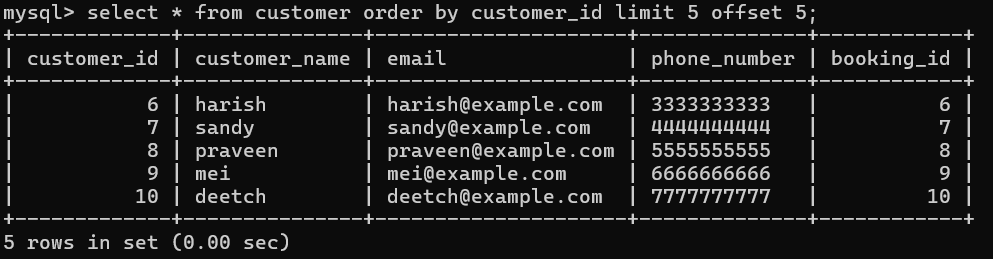 mysql> select * from customer order by customer_id limit 5 offset 5;
+-------------+---------------+---------------------+--------------+------------+
| customer_id | customer_name | email               | phone_number | booking_id |
+-------------+---------------+---------------------+--------------+------------+
|           6 | harish        | harish@example.com  | 3333333333   |          6 |
|           7 | sandy         | sandy@example.com   | 4444444444   |          7 |
|           8 | praveen       | praveen@example.com | 5555555555   |          8 |
|           9 | mei           | mei@example.com     | 6666666666   |          9 |
|          10 | deetch        | deetch@example.com  | 7777777777   |         10 |
+-------------+---------------+---------------------+--------------+------------+
5 rows in set (0.00 sec)